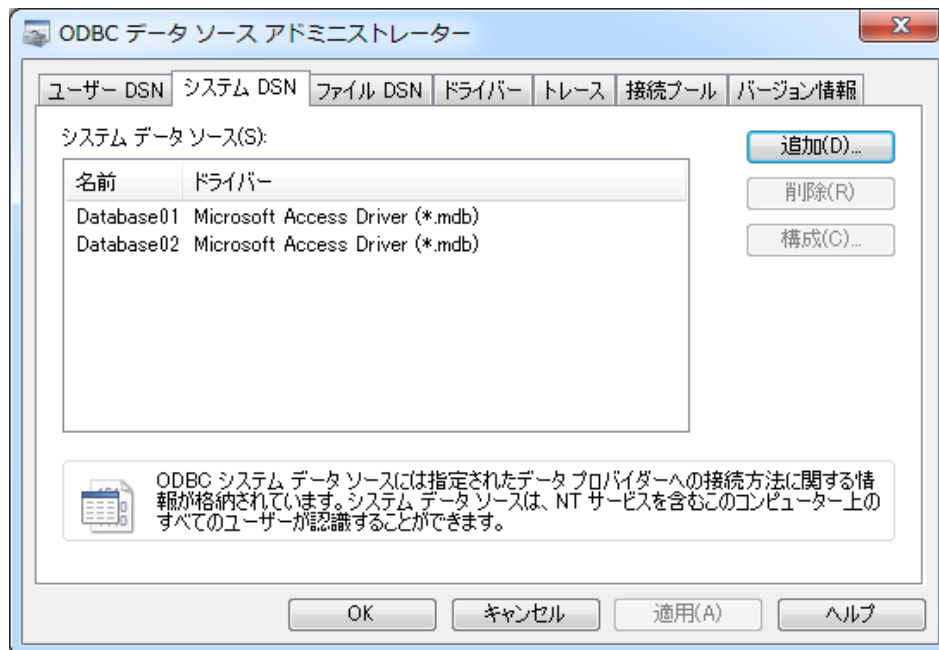 ODBC データ ソース アドミニストレーター
ユーザー DSN システム DSN ファイル DSN ドライバー トレース 接続プール バージョン情報
システム データ ソース(S):
追加(D)...
名前 ドライバー
削除(R)
Database01 Microsoft Access Driver (*.mdb)
Database02 Microsoft Access Driver (*.mdb)
構成(C)...
ODBC システム データ ソースには指定されたデータ プロバイダーへの接続方法に関する情
報が格納されています。システム データ ソースは、NT サービスを含むこのコンピューター上の
すべてのユーザーが認識することができます。
OK キャンセル 適用(A) ヘルプ